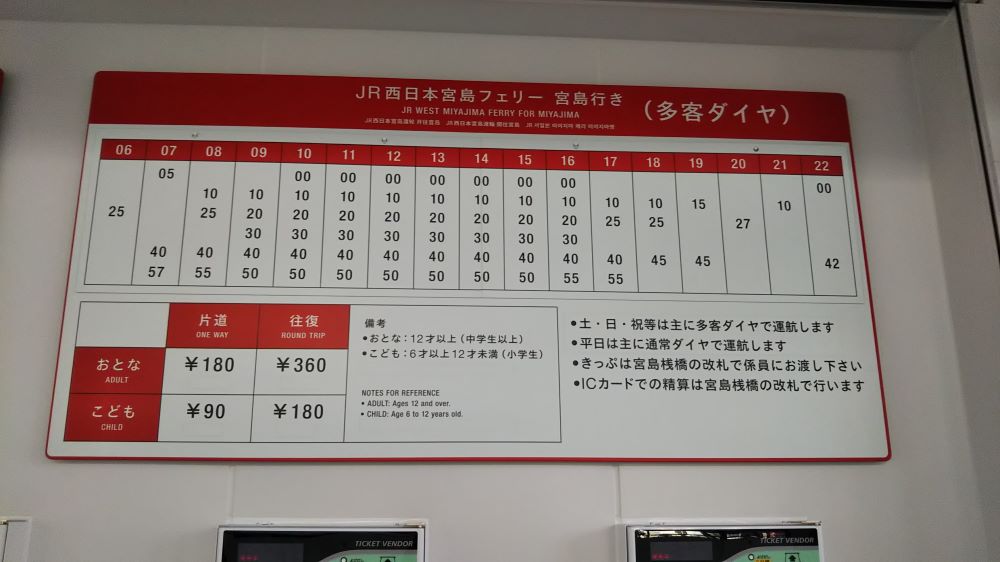 JR西日本宮島フェリー 宮島行き (多客ダイヤ)
JR WEST MIYAJIMA FERRY FOR MIYAJIMA
06 07 08 09 10 11 12 13 14 15 16 17 18 19 20 21 22
05 00 00 00 00 00 00 00 00
10 10 10 10 10 10 10 10 10 10 10 15 10
25 25 20 20 20 20 20 20 20 20 25 25 27
30 30 30 30 30 30 30 30
40 40 40 40 40 40 40 40 40 40 40 45 45 42
57 55 50 50 50 50 50 50 50 55 55
片道 往復
ONE WAY ROUND TRIP
おとな ¥180 ¥360
ADULT
こども ¥90 ¥180
CHILD
備考
●おとな:12才以上(中学生以上)
●こども:6才以上12才未満(小学生)
NOTES FOR REFERENCE
• ADULT: Ages 12 and over.
• CHILD: Age 6 to 12 years old.
●土・日・祝等は主に多客ダイヤで運航します
●平日は主に通常ダイヤで運航します
●きっぷは宮島桟橋の改札で係員にお渡し下さい
●ICカードでの精算は宮島桟橋の改札で行います
TICKET VENDOR
TICKET VENDOR